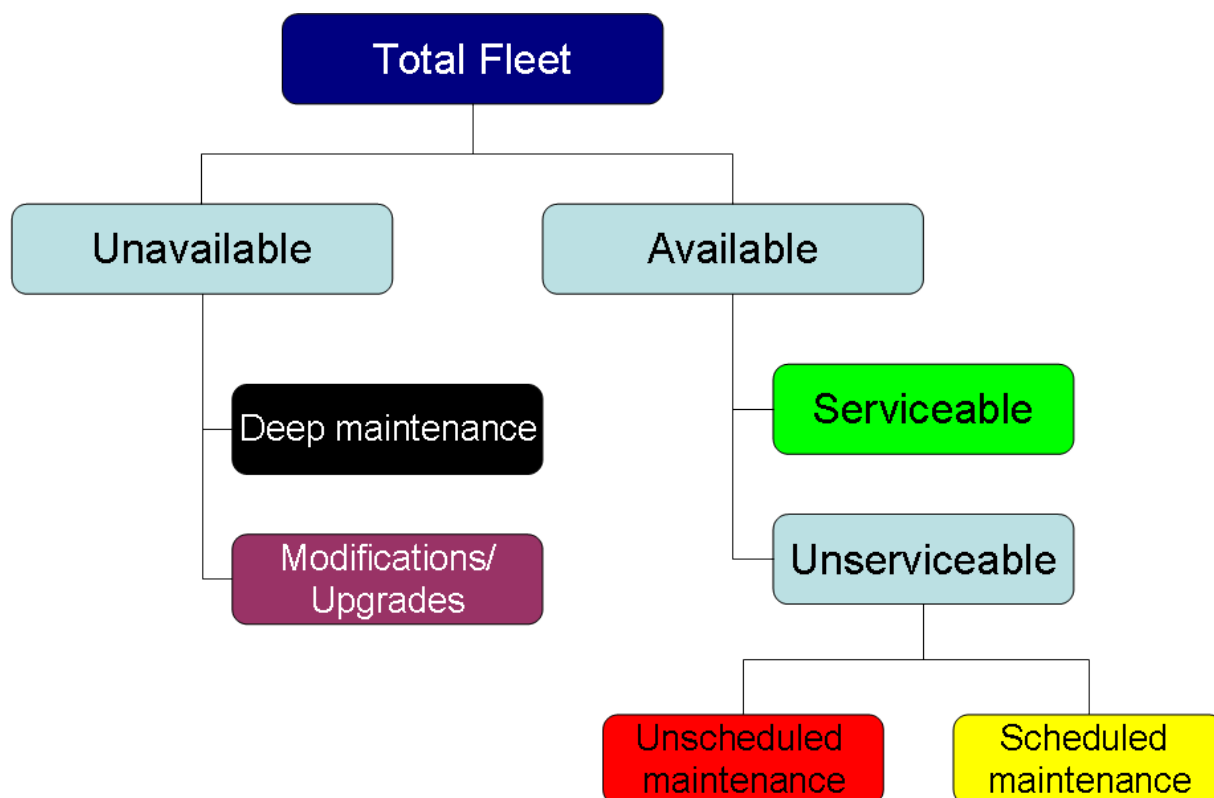 Total Fleet
Unavailable
Available
Deep maintenance
Serviceable
Modifications/
Upgrades
Unserviceable
Unscheduled
maintenance
Scheduled
maintenance